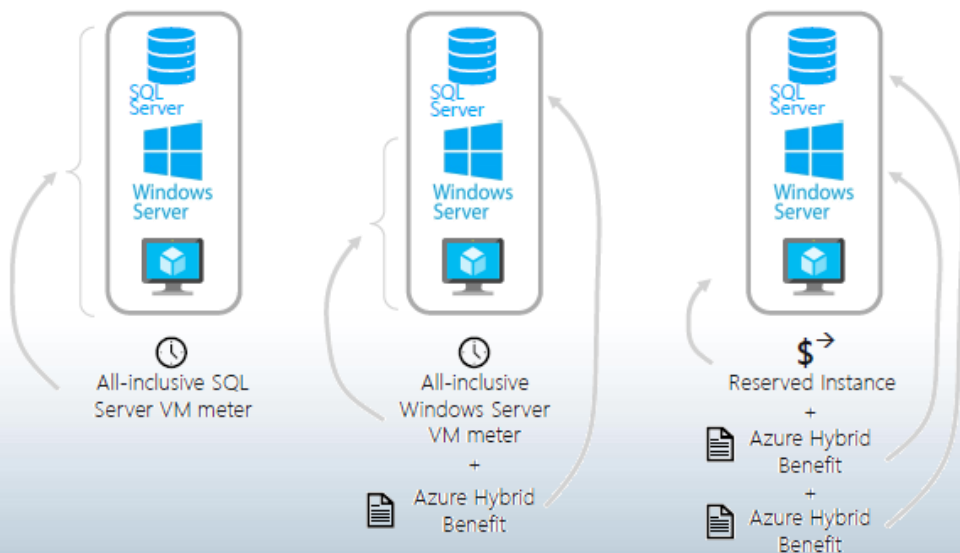 SQL
Server
Windows
Server
All-inclusive SQL
Server VM meter
SQL
Server
Windows
Server
All-inclusive
Windows Server
VM meter
+
Azure Hybrid
Benefit
SQL
Server
Windows
Server
$→
Reserved Instance
+
Azure Hybrid
Benefit
+
Azure Hybrid
Benefit